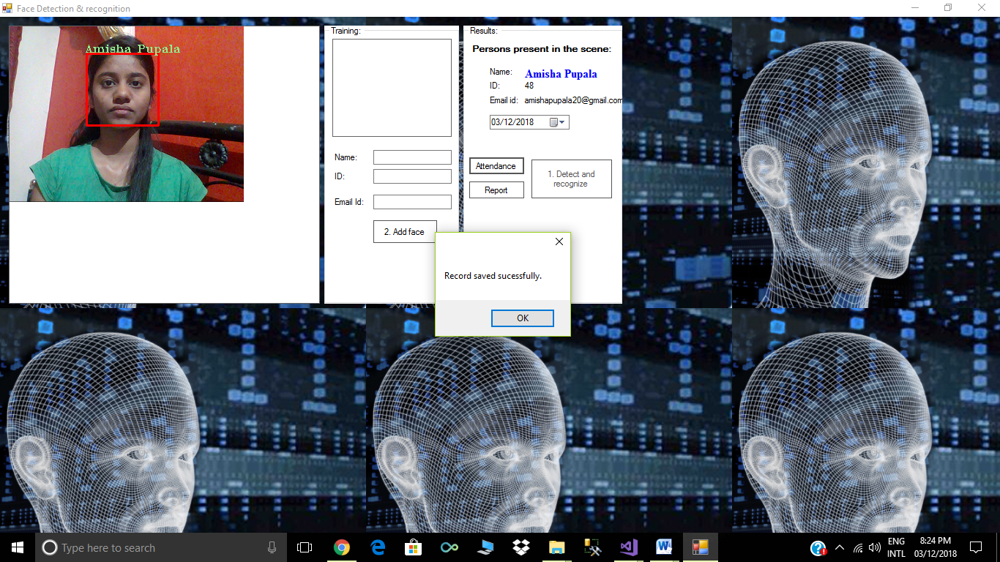 Face Detection & recognition
Amisha Pupala
Training:
Name:
ID:
Email Id:
2. Add face
Results:
Persons present in the scene:
Name: Amisha Pupala
ID: 48
Email id: amishapupala20@gmail.com
03/12/2018
Attendance
Report
1. Detect and
recognize
Record saved sucessfully.
OK
Type here to search
ENG
INTL
8:24 PM
03/12/2018